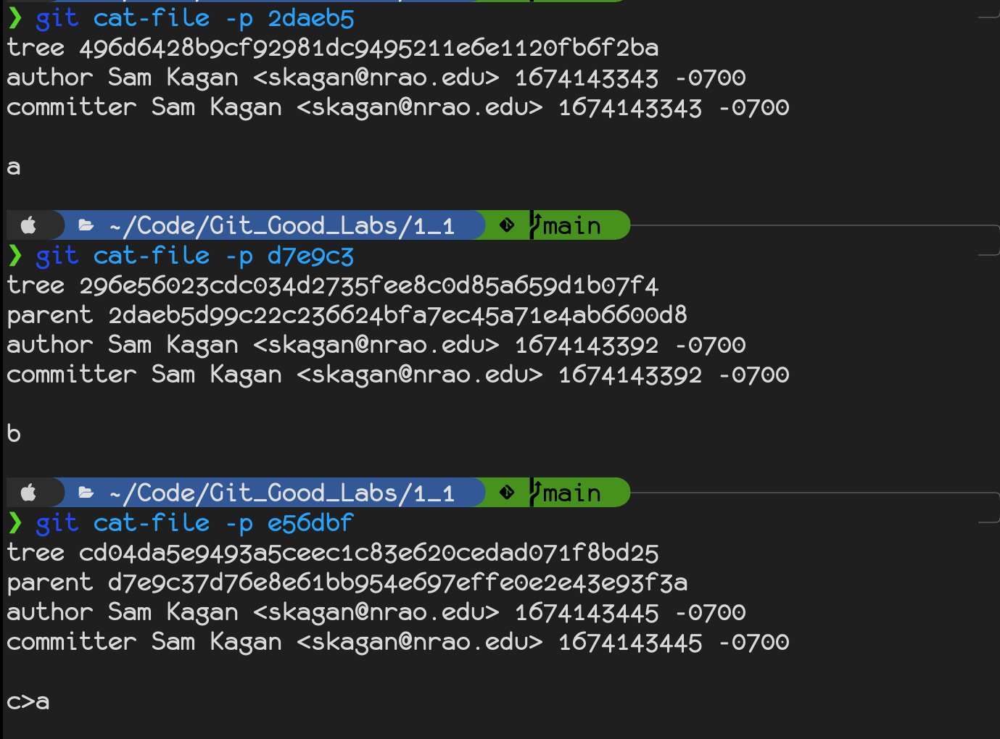 ❯ git cat-file -p 2daeb5
tree 496d6428b9cf92981dc9495211e6e1120fb6f2ba
author Sam Kagan <skagan@nrao.edu> 1674143343 -0700
committer Sam Kagan <skagan@nrao.edu> 1674143343 -0700
a
~/Code/Git_Good_Labs/1_1 main
❯ git cat-file -p d7e9c3
tree 296e56023cdc034d2735fee8c0d85a659d1b07f4
parent 2daeb5d99c22c236624bfa7ec45a71e4ab6600d8
author Sam Kagan <skagan@nrao.edu> 1674143392 -0700
committer Sam Kagan <skagan@nrao.edu> 1674143392 -0700
b
~/Code/Git_Good_Labs/1_1 main
❯ git cat-file -p e56dbf
tree cd04da5e9493a5ceec1c83e620cedad071f8bd25
parent d7e9c37d76e8e61bb954e697effe0e2e43e93f3a
author Sam Kagan <skagan@nrao.edu> 1674143445 -0700
committer Sam Kagan <skagan@nrao.edu> 1674143445 -0700
c>a